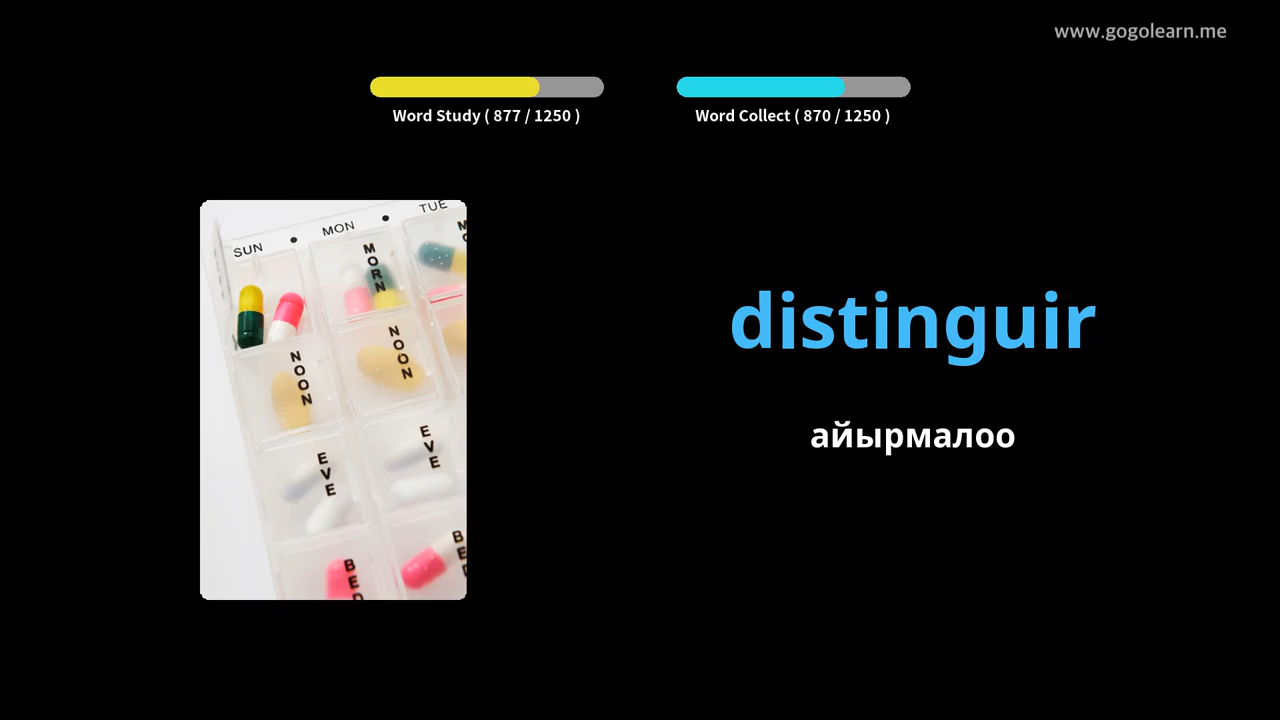 www.gogolearn.me
Word Study ( 877 / 1250 )
Word Collect ( 870 / 1250 )
SUN • MON • TUE
MORN
NOON
NOON
EVE
EVE
BED
distinguir
айырмалоо